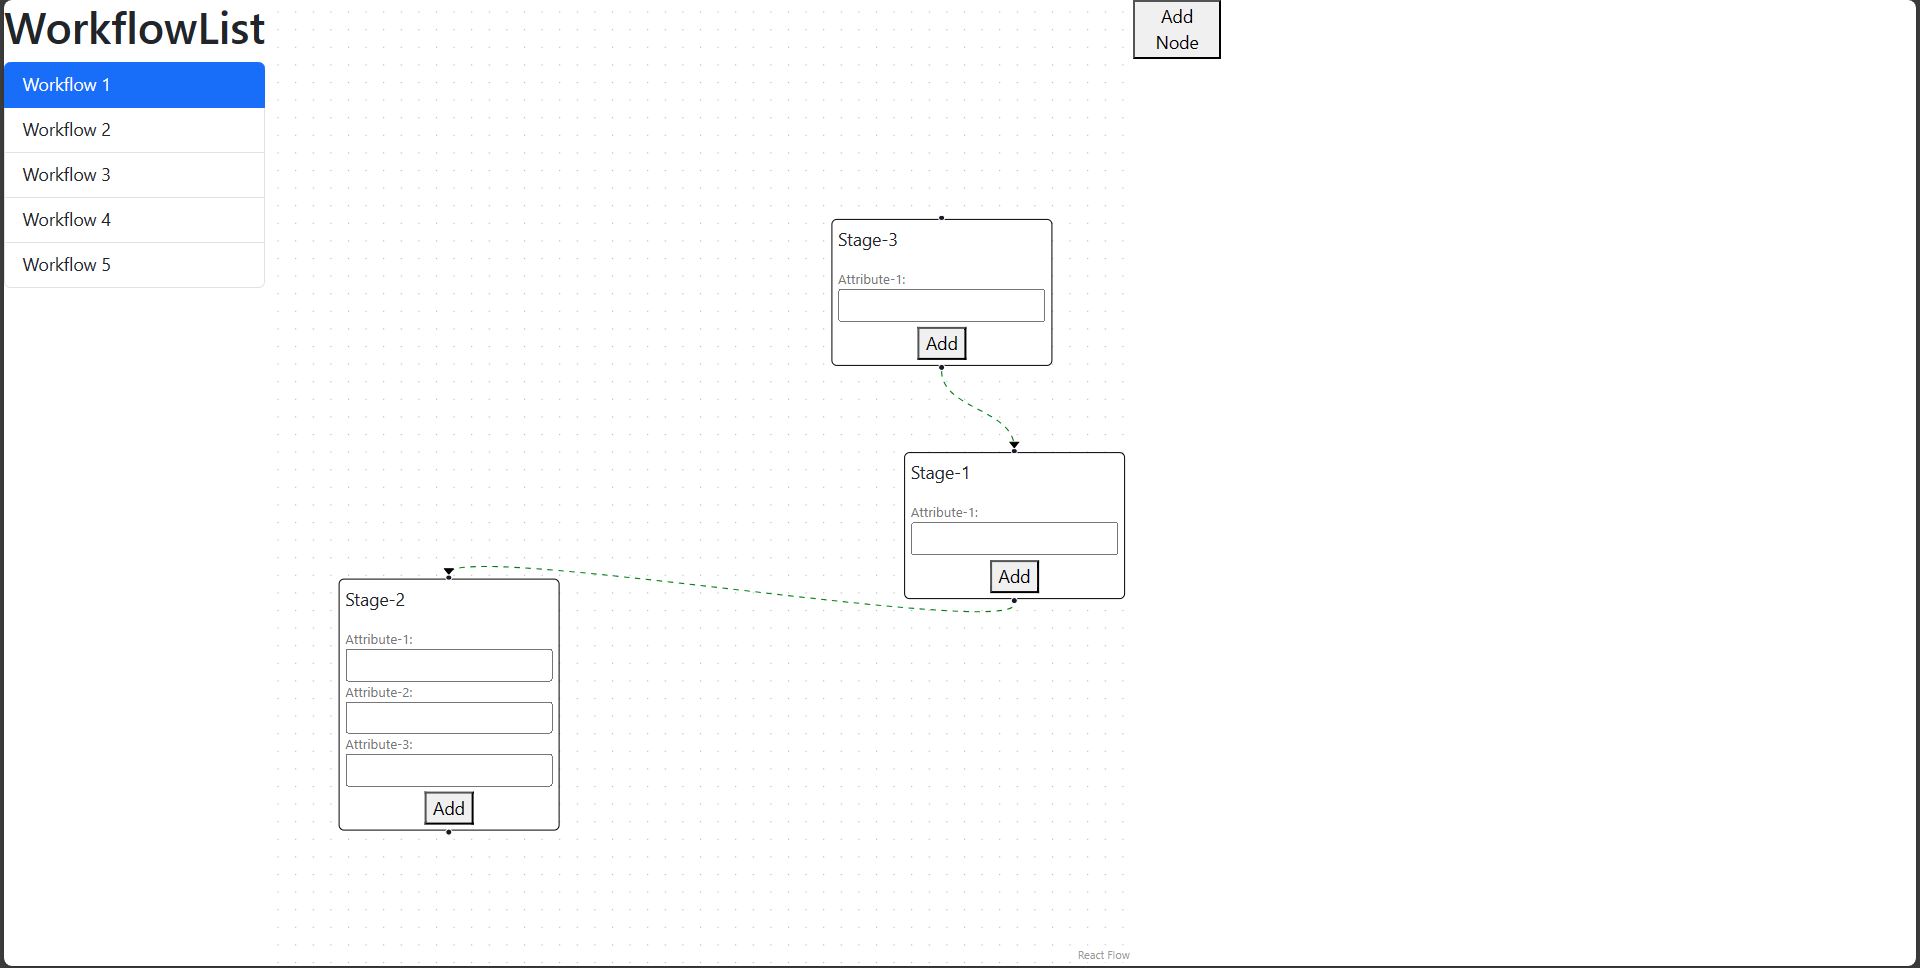 WorkflowList
Workflow 1
Workflow 2
Workflow 3
Workflow 4
Workflow 5
Add
Node
Stage-3
Attribute-1:
Add
Stage-1
Attribute-1:
Add
Stage-2
Attribute-1:
Attribute-2:
Attribute-3:
Add
React Flow